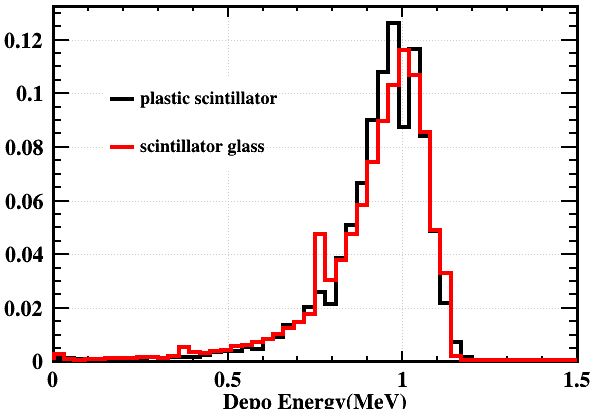 0.12
0.1
0.08
0.06
0.04
0.02
0
plastic scintillator
scintillator glass
0 0.5 1 1.5
Depo Energy(MeV)